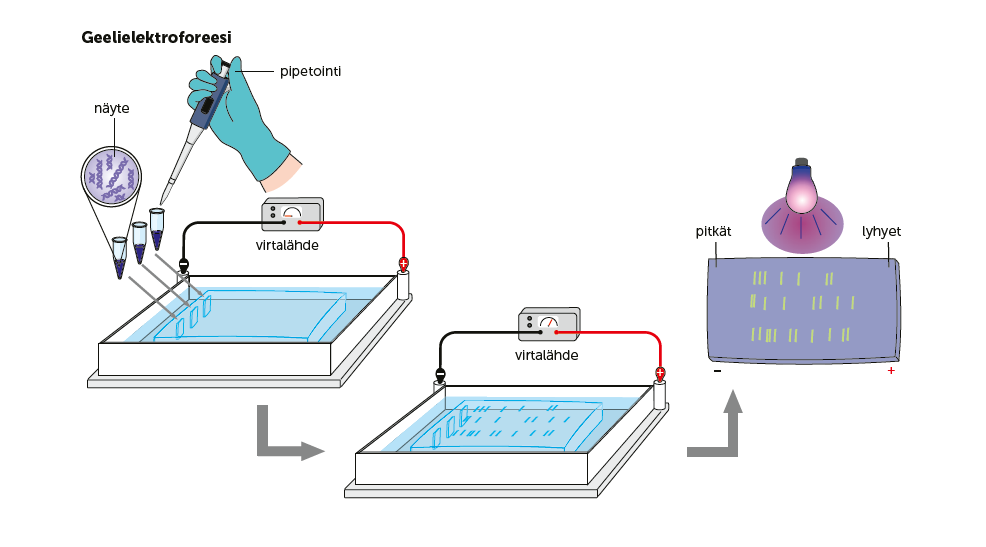 Geelielektroforeesi
pipetointi
näyte
virtalähde
– +
virtalähde
– +
pitkät
lyhyet
– +